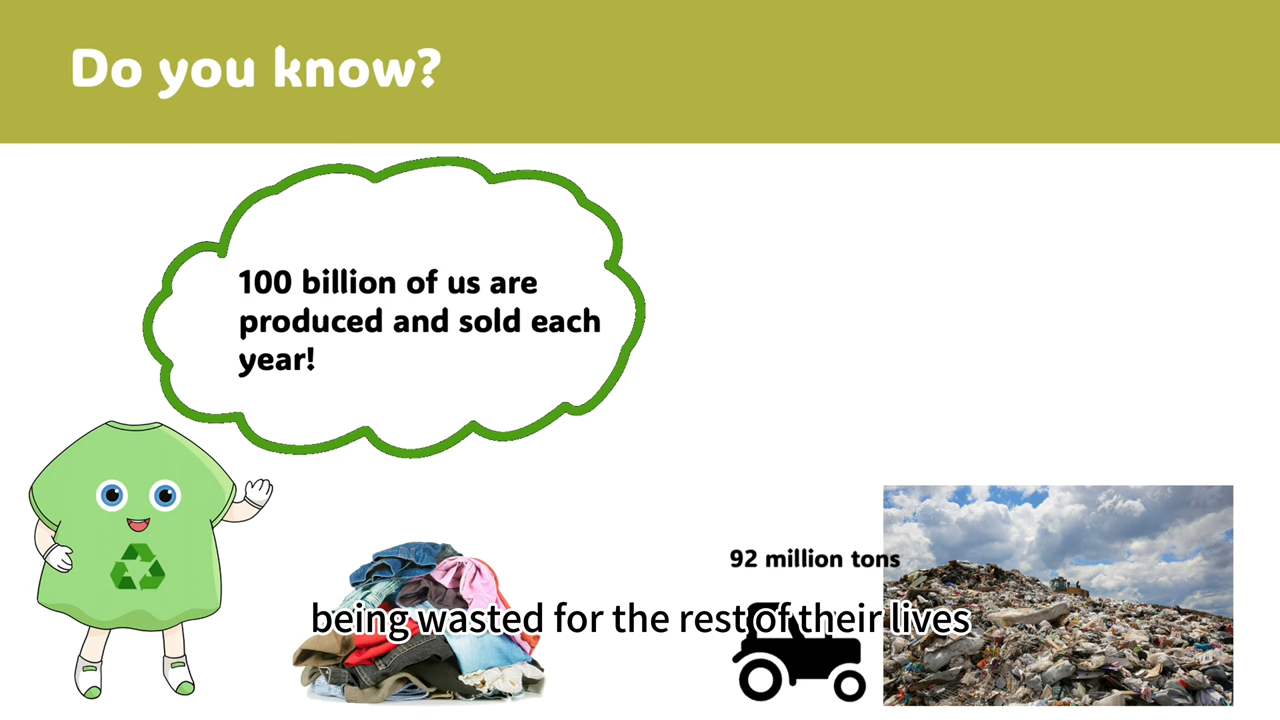 Do you know?
100 billion of us are
produced and sold each
year!
92 million tons
being wasted for the rest of their lives